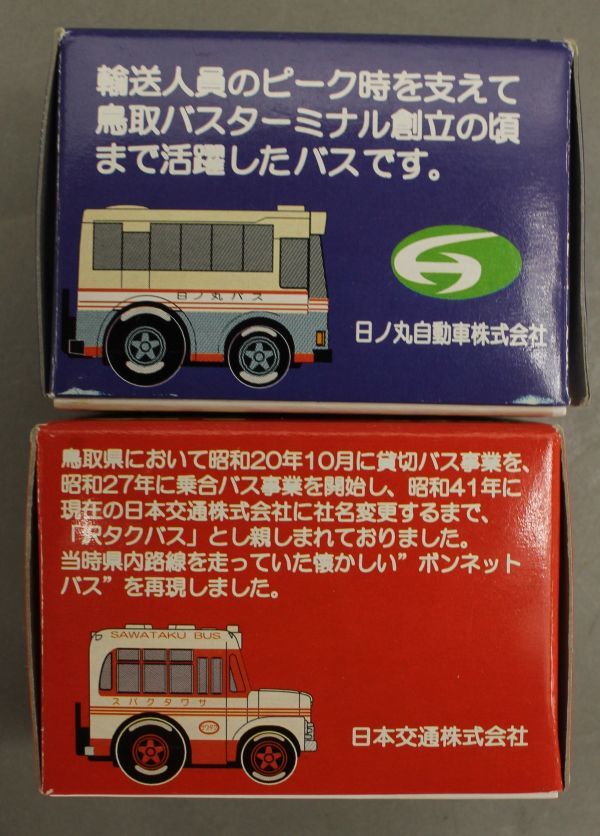 輸送人員のピーク時を支えて
鳥取バスターミナル創立の頃
まで活躍したバスです。
日ノ丸バス
日ノ丸自動車株式会社
鳥取県において昭和20年10月に貸切バス事業を、
昭和27年に乗合バス事業を開始し、昭和41年に
現在の日本交通株式会社に社名変更するまで、
「沢タクバス」とし親しまれておりました。
当時県内路線を走っていた懐かしい”ボンネット
バス”を再現しました。
SAWATAKU BUS
スバクタワサ
日本交通株式会社